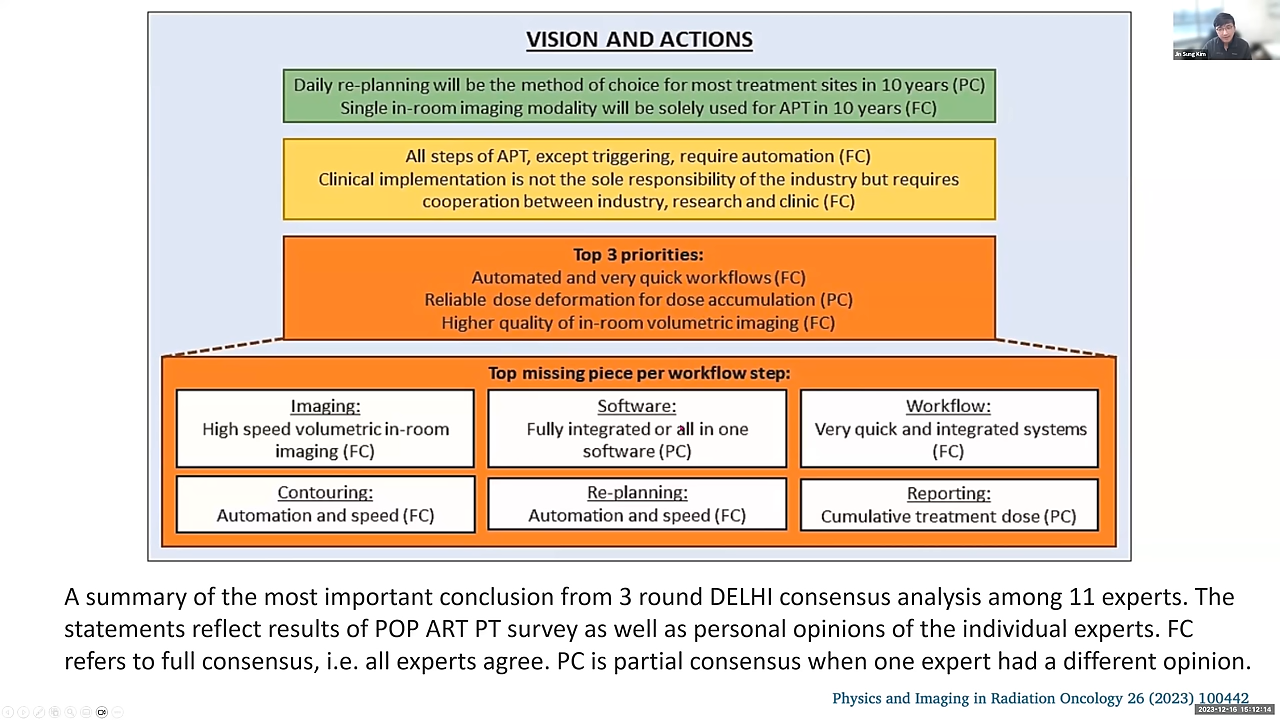 VISION AND ACTIONS
Jin Sung Kim
Daily re-planning will be the method of choice for most treatment sites in 10 years (PC)
Single in-room imaging modality will be solely used for APT in 10 years (FC)
All steps of APT, except triggering, require automation (FC)
Clinical implementation is not the sole responsibility of the industry but requires
cooperation between industry, research and clinic (FC)
Top 3 priorities:
Automated and very quick workflows (FC)
Reliable dose deformation for dose accumulation (PC)
Higher quality of in-room volumetric imaging (FC)
Top missing piece per workflow step:
Imaging:
High speed volumetric in-room
imaging (FC)
Software:
Fully integrated or all in one
software (PC)
Workflow:
Very quick and integrated systems
(FC)
Contouring:
Automation and speed (FC)
Re-planning:
Automation and speed (FC)
Reporting:
Cumulative treatment dose (PC)
A summary of the most important conclusion from 3 round DELHI consensus analysis among 11 experts. The
statements reflect results of POP ART PT survey as well as personal opinions of the individual experts. FC
refers to full consensus, i.e. all experts agree. PC is partial consensus when one expert had a different opinion.
Physics and Imaging in Radiation Oncology 26 (2023) 100442
2023-12-16 15:12:14